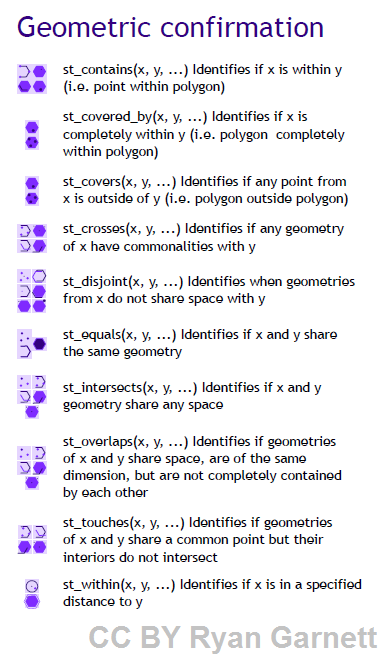 Geometric confirmation
st_contains(x, y, ...) Identifies if x is within y
(i.e. point within polygon)
st_covered_by(x, y, ...) Identifies if x is
completely within y (i.e. polygon completely
within polygon)
st_covers(x, y, ...) Identifies if any point from
x is outside of y (i.e. polygon outside polygon)
st_crosses(x, y, ...) Identifies if any geometry
of x have commonalities with y
st_disjoint(x, y, ...) Identifies when geometries
from x do not share space with y
st_equals(x, y, ...) Identifies if x and y share
the same geometry
st_intersects(x, y, ...) Identifies if x and y
geometry share any space
st_overlaps(x, y, ...) Identifies if geometries
of x and y share space, are of the same
dimension, but are not completely contained
by each other
st_touches(x, y, ...) Identifies if geometries
of x and y share a common point but their
interiors do not intersect
st_within(x, y, ...) Identifies if x is in a specified
distance to y
CC BY Ryan Garnett